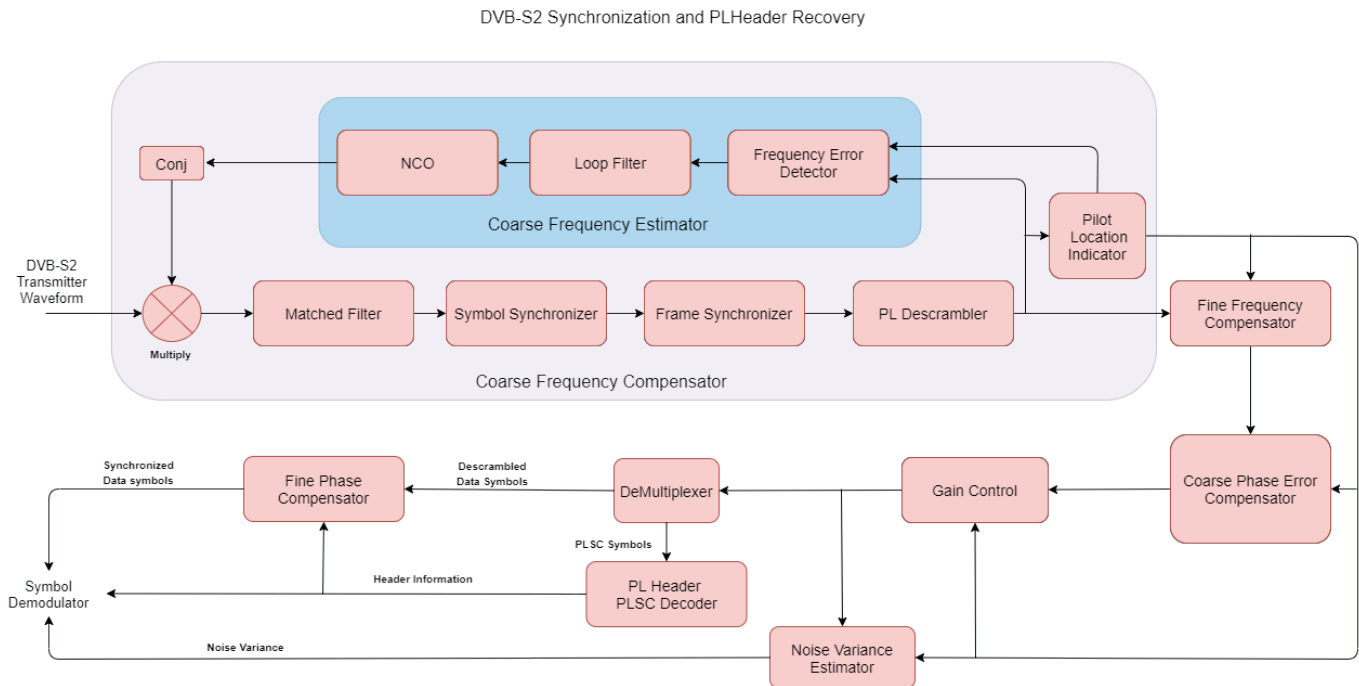 DVB-S2 Synchronization and PLHeader Recovery
Conj
NCO
Loop Filter
Frequency Error
Detector
Coarse Frequency Estimator
Pilot
Location
Indicator
DVB-S2
Transmitter
Waveform
Multiply
Matched Filter
Symbol Synchronizer
Frame Synchronizer
PL Descrambler
Fine Frequency
Compensator
Coarse Frequency Compensator
Synchronized
Data symbols
Fine Phase
Compensator
Descrambled
Data Symbols
DeMultiplexer
Gain Control
Coarse Phase Error
Compensator
PLSC Symbols
Symbol
Demodulator
Header Information
PL Header
PLSC Decoder
Noise Variance
Noise Variance
Estimator